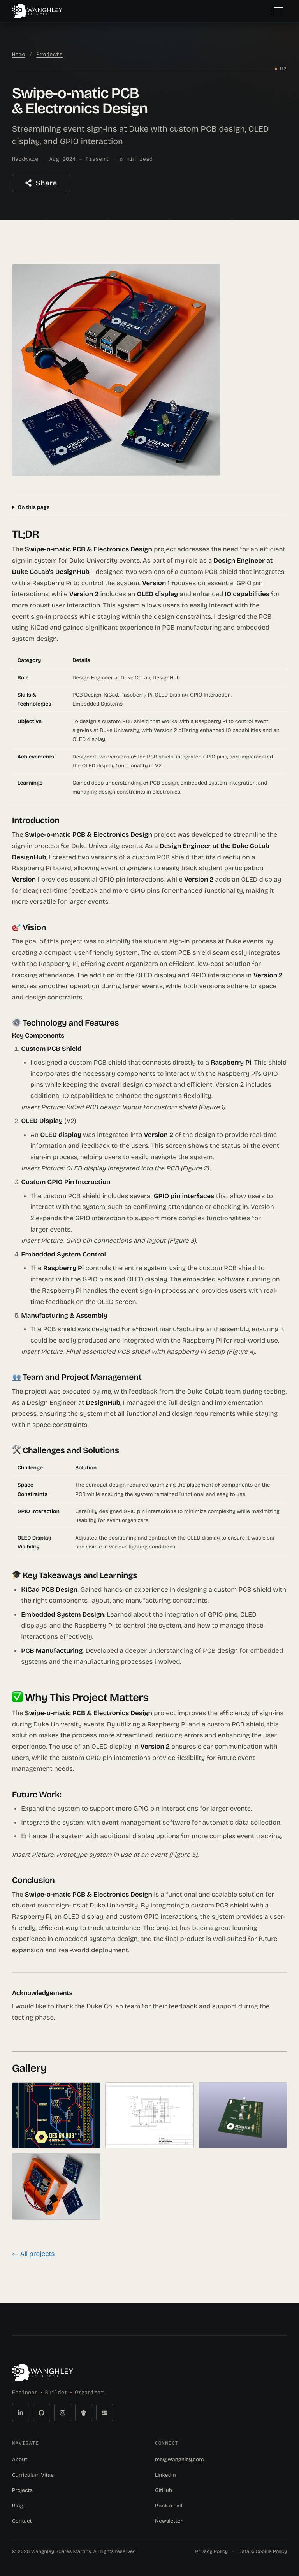 WANGHLEY
Home / Projects
02
Swipe-o-matic PCB
& Electronics Design
Streamlining event sign-ins at Duke with custom PCB design, OLED
display, and GPIO interaction
Hardware · Aug 2024 – Present · 6 min read
Share
DESIGN HUB
DESIGN HUB
On this page
TL;DR
The Swipe-o-matic PCB & Electronics Design project addresses the need for an efficient
sign-in system for Duke University events. As part of my role as a Design Engineer at
Duke CoLab's DesignHub, I designed two versions of a custom PCB shield that integrates
with a Raspberry Pi to control the system. Version 1 focuses on essential GPIO pin
interactions, while Version 2 includes an OLED display and enhanced IO capabilities for
more robust user interaction. This system allows users to easily interact with the
event sign-in process while staying within the design constraints. I designed the PCB
using KiCad and gained significant experience in PCB manufacturing and embedded
system design.
Category Details
Role Design Engineer at Duke CoLab, DesignHub
Skills & Technologies PCB Design, KiCad, Raspberry Pi, OLED Display, GPIO Interaction,
Embedded Systems
Objective To design a custom PCB shield that works with a Raspberry Pi to control event
sign-ins at Duke University, with Version 2 offering enhanced IO capabilities and an
OLED display.
Achievements Designed two versions of the PCB shield, integrated GPIO pins, and implemented
the OLED display functionality in V2.
Learnings Gained deep understanding of PCB design, embedded system integration, and
managing design constraints in electronics.
Introduction
The Swipe-o-matic PCB & Electronics Design project was developed to streamline the
sign-in process for Duke University events. As a Design Engineer at the Duke CoLab
DesignHub, I created two versions of a custom PCB shield that fits directly on a
Raspberry Pi board, allowing event organizers to easily track student participation.
Version 1 provides essential GPIO pin interactions, while Version 2 adds an OLED display
for clear, real-time feedback and more GPIO pins for enhanced functionality, making it
more versatile for larger events.
🎯 Vision
The goal of this project was to simplify the student sign-in process at Duke events by
creating a compact, user-friendly system. The custom PCB shield seamlessly integrates
with the Raspberry Pi, offering event organizers an efficient, low-cost solution for
tracking attendance. The addition of the OLED display and GPIO interactions in Version 2
ensures smoother operation during larger events, while both versions adhere to space
and design constraints.
Technology and Features
Key Components
1. Custom PCB Shield
I designed a custom PCB shield that connects directly to a Raspberry Pi. This shield
incorporates the necessary components to interact with the Raspberry Pi's GPIO
pins while keeping the overall design compact and efficient. Version 2 includes
additional IO capabilities to enhance the system's flexibility.
Insert Picture: KiCad PCB design layout for custom shield (Figure 1).
2. OLED Display (V2)
An OLED display was integrated into Version 2 of the design to provide real-time
information and feedback to the users. This screen shows the status of the event
sign-in process, helping users to easily navigate the system.
Insert Picture: OLED display integrated into the PCB (Figure 2).
3. Custom GPIO Pin Interaction
The custom PCB shield includes several GPIO pin interfaces that allow users to
interact with the system, such as confirming attendance or checking in. Version
2 expands the GPIO interaction to support more complex functionalities for
larger events.
Insert Picture: GPIO pin connections and layout (Figure 3).
4. Embedded System Control
The Raspberry Pi controls the entire system, using the custom PCB shield to
interact with the GPIO pins and OLED display. The embedded software running on
the Raspberry Pi handles the event sign-in process and provides users with real-
time feedback on the OLED screen.
5. Manufacturing & Assembly
The PCB shield was designed for efficient manufacturing and assembly, ensuring it
could be easily produced and integrated with the Raspberry Pi for real-world use.
Insert Picture: Final assembled PCB shield with Raspberry Pi setup (Figure 4).
👥 Team and Project Management
The project was executed by me, with feedback from the Duke CoLab team during testing.
As a Design Engineer at DesignHub, I managed the full design and implementation
process, ensuring the system met all functional and design requirements while staying
within space constraints.
🛠 Challenges and Solutions
Challenge Solution
Space Constraints The compact design required optimizing the placement of components on the
PCB while ensuring the system remained functional and easy to use.
GPIO Interaction Carefully designed GPIO pin interactions to minimize complexity while maximizing
usability for event organizers.
OLED Display Visibility Adjusted the positioning and contrast of the OLED display to ensure it was clear
and visible in various lighting conditions.
🎓 Key Takeaways and Learnings
KiCad PCB Design: Gained hands-on experience in designing a custom PCB shield with
the right components, layout, and manufacturing constraints.
Embedded System Design: Learned about the integration of GPIO pins, OLED
displays, and the Raspberry Pi to control the system, and how to manage these
interactions effectively.
PCB Manufacturing: Developed a deeper understanding of PCB design for embedded
systems and the manufacturing processes involved.
✅ Why This Project Matters
The Swipe-o-matic PCB & Electronics Design project improves the efficiency of sign-ins
during Duke University events. By utilizing a Raspberry Pi and a custom PCB shield, this
solution makes the process more streamlined, reducing errors and enhancing the user
experience. The use of an OLED display in Version 2 ensures clear communication with
users, while the custom GPIO pin interactions provide flexibility for future event
management needs.
Future Work:
Expand the system to support more GPIO pin interactions for larger events.
Integrate the system with event management software for automatic data collection.
Enhance the system with additional display options for more complex event tracking.
Insert Picture: Prototype system in use at an event (Figure 5).
Conclusion
The Swipe-o-matic PCB & Electronics Design is a functional and scalable solution for
student event sign-ins at Duke University. By integrating a custom PCB shield with a
Raspberry Pi, an OLED display, and custom GPIO interactions, the system provides a user-
friendly, efficient way to track attendance. The project has been a great learning
experience in embedded systems design, and the final product is well-suited for future
expansion and real-world deployment.
Acknowledgements
I would like to thank the Duke CoLab team for their feedback and support during the
testing phase.
Gallery
DESIGN HUB
← All projects
WANGHLEY
Engineer • Builder • Organizer
NAVIGATE
About
Curriculum Vitae
Projects
Blog
Contact
CONNECT
me@wanghley.com
LinkedIn
GitHub
Book a call
Newsletter
© 2026 Wanghley Soares Martins. All rights reserved.
Privacy Policy · Data & Cookie Policy